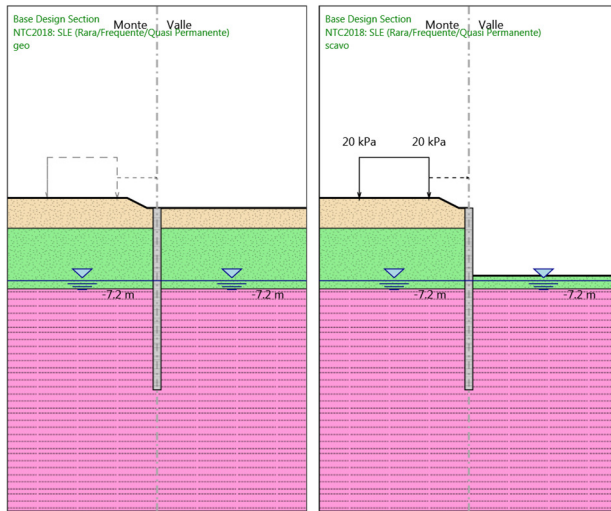 Base Design Section
Monte
Valle
NTC2018: SLE (Rara/Frequente/Quasi Permanente)
geo
-7.2 m
-7.2 m
Base Design Section
Monte
Valle
NTC2018: SLE (Rara/Frequente/Quasi Permanente)
scavo
20 kPa
20 kPa
-7.2 m
-7.2 m